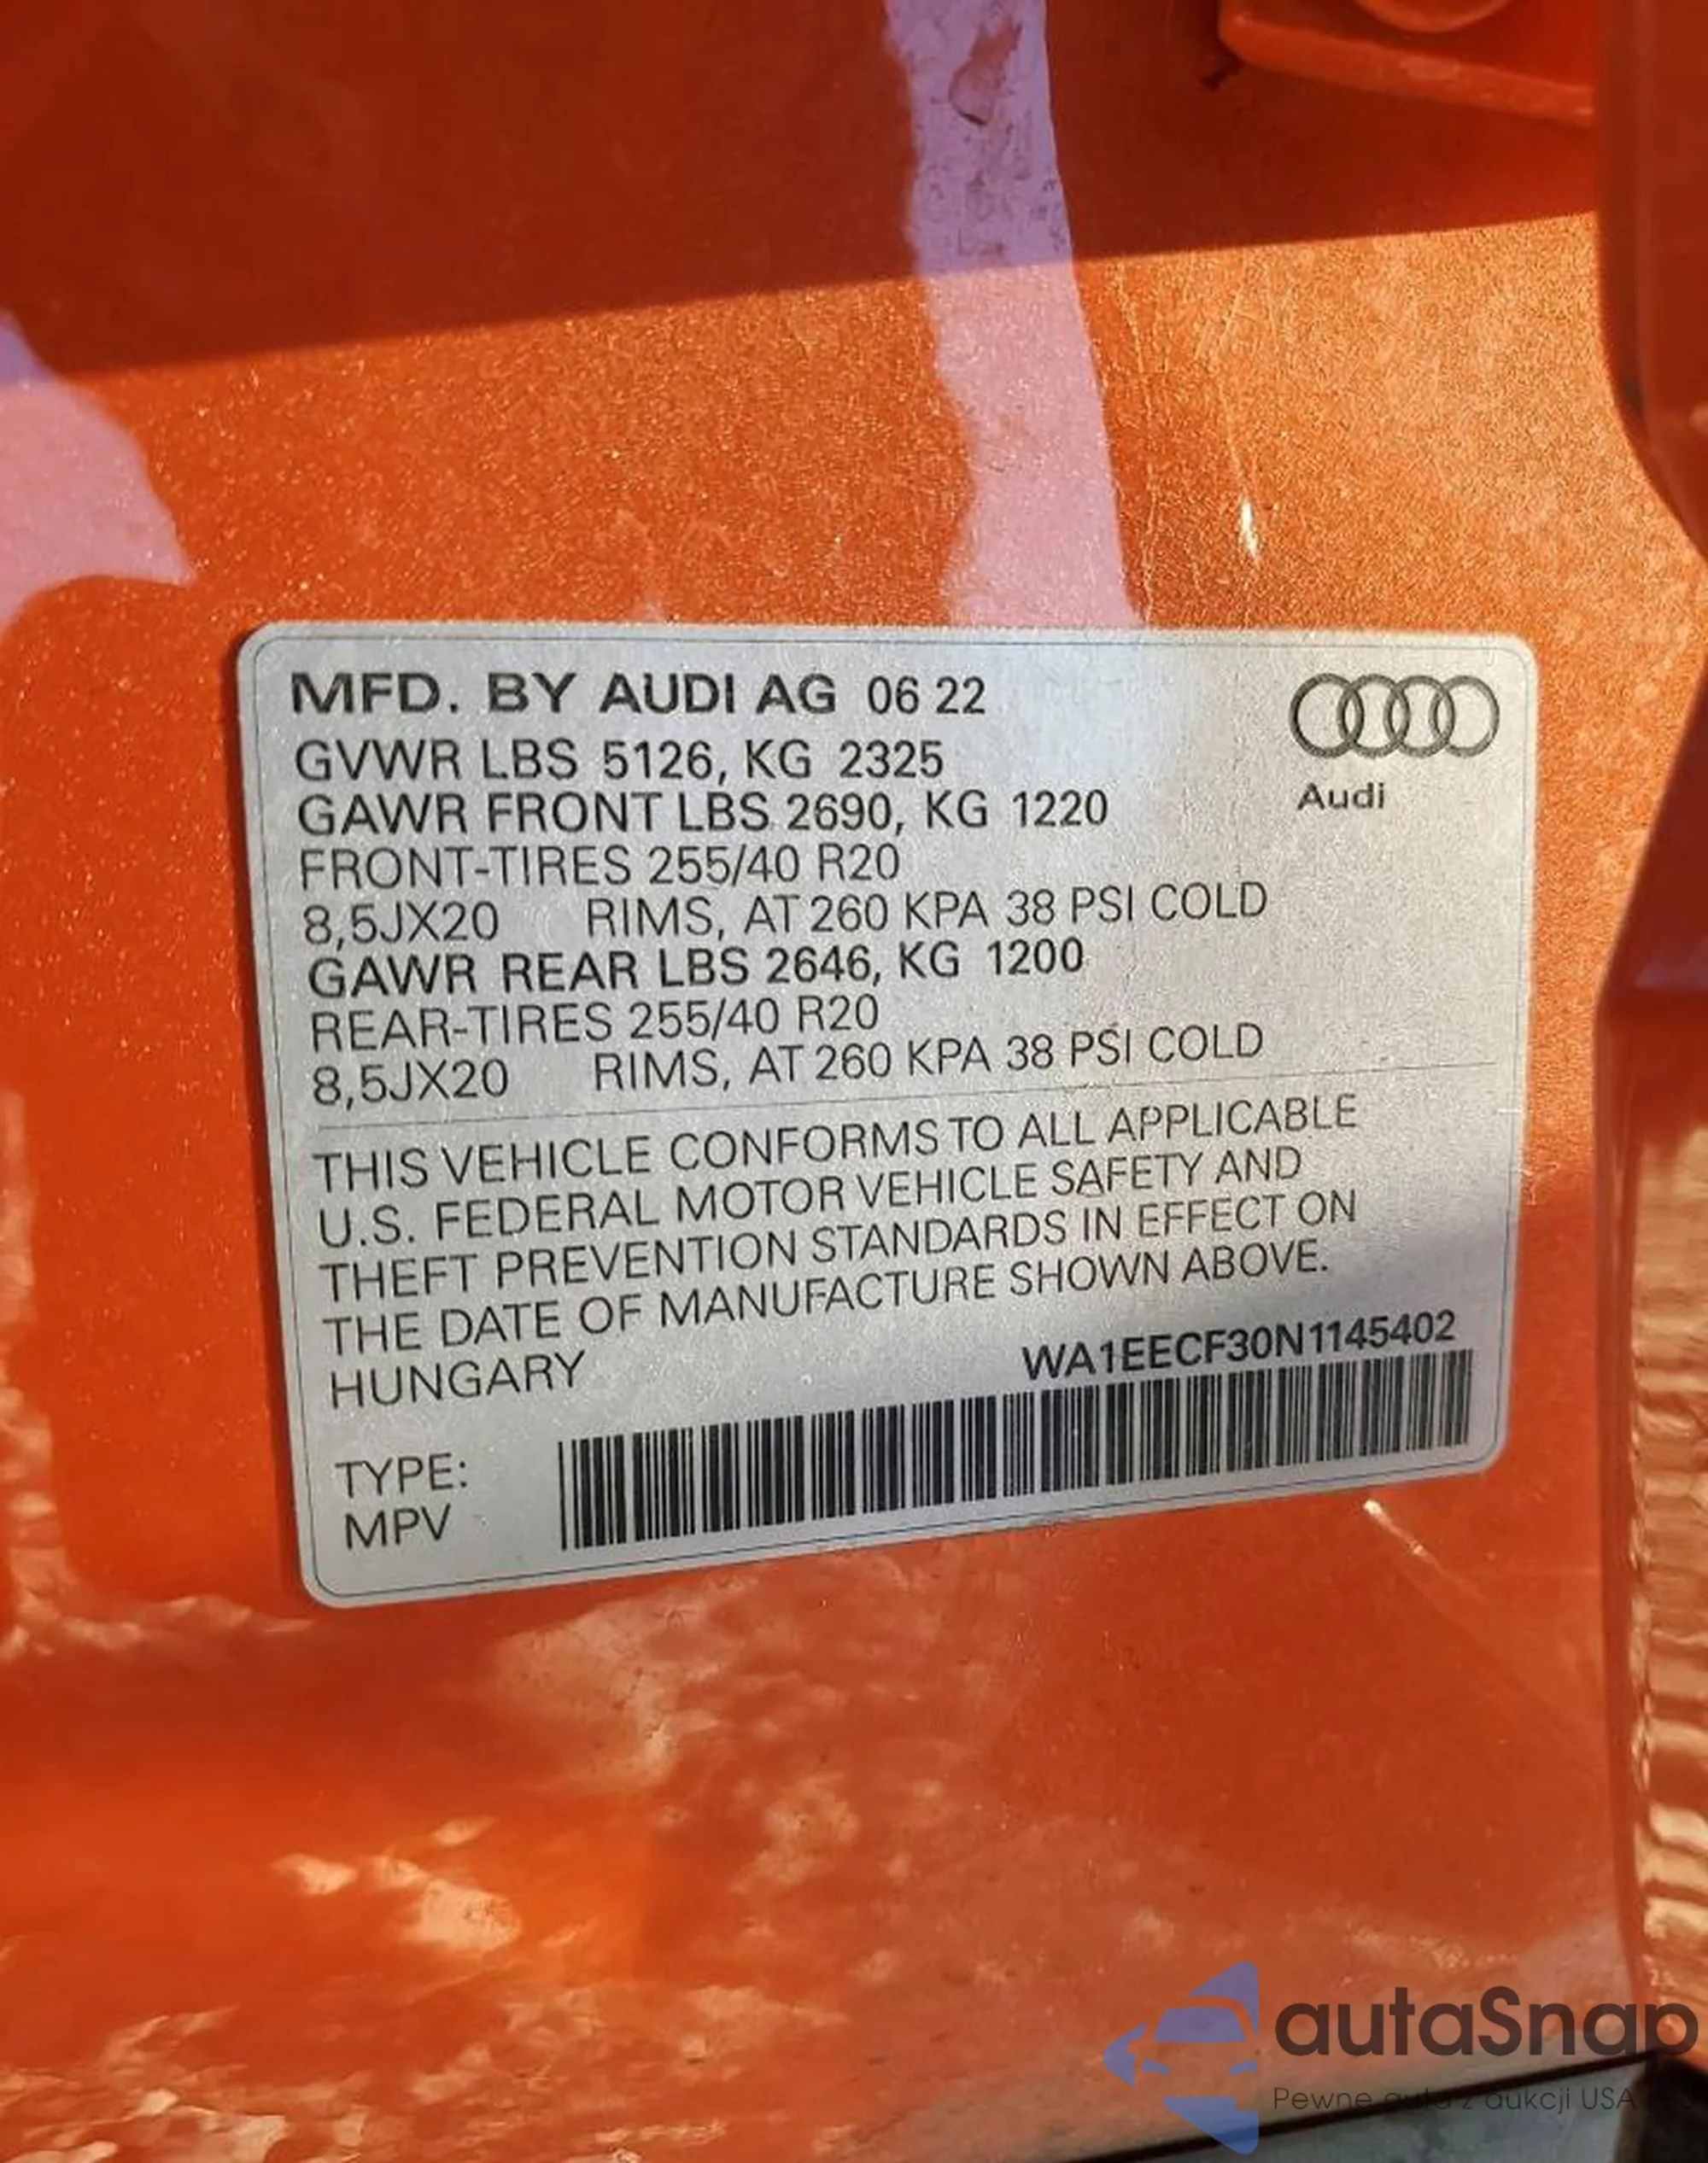 MFD. BY AUDI AG 06 22
GVWR LBS 5126, KG 2325
GAWR FRONT LBS 2690, KG 1220
FRONT-TIRES 255/40 R20
8,5JX20 RIMS, AT 260 KPA 38 PSI COLD
GAWR REAR LBS 2646, KG 1200
REAR-TIRES 255/40 R20
8,5JX20 RIMS, AT 260 KPA 38 PSI COLD
Audi
THIS VEHICLE CONFORMS TO ALL APPLICABLE
U.S. FEDERAL MOTOR VEHICLE SAFETY AND
THEFT PREVENTION STANDARDS IN EFFECT ON
THE DATE OF MANUFACTURE SHOWN ABOVE.
HUNGARY
WA1EECF30N1145402
TYPE:
MPV
autaSnap
Pewne auta z aukcji USA